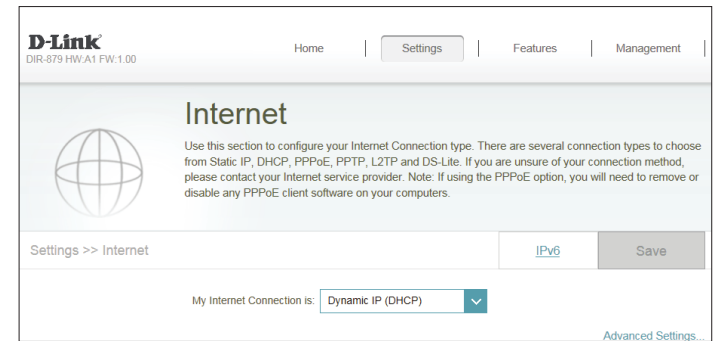 D-Link
DIR-879 HW:A1 FW:1.00
Home Settings Features Management
Internet
Use this section to configure your Internet Connection type. There are several connection types to choose
from Static IP, DHCP, PPPoE, PPTP, L2TP and DS-Lite. If you are unsure of your connection method,
please contact your Internet service provider. Note: If using the PPPoE option, you will need to remove or
disable any PPPoE client software on your computers.
Settings >> Internet IPv6 Save
My Internet Connection is: Dynamic IP (DHCP)
Advanced Settings...